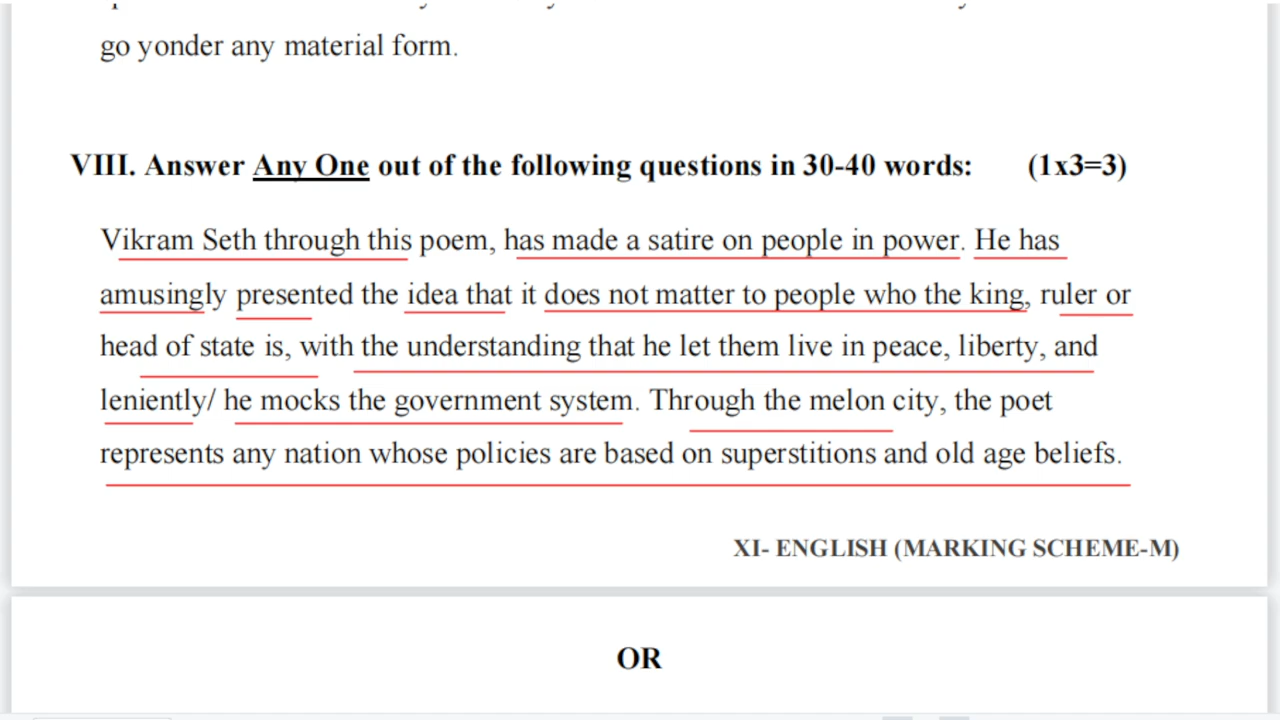 go yonder any material form.
VIII. Answer Any One out of the following questions in 30-40 words: (1x3=3)
Vikram Seth through this poem, has made a satire on people in power. He has
amusingly presented the idea that it does not matter to people who the king, ruler or
head of state is, with the understanding that he let them live in peace, liberty, and
leniently/ he mocks the government system. Through the melon city, the poet
represents any nation whose policies are based on superstitions and old age beliefs.
XI- ENGLISH (MARKING SCHEME-M)
OR